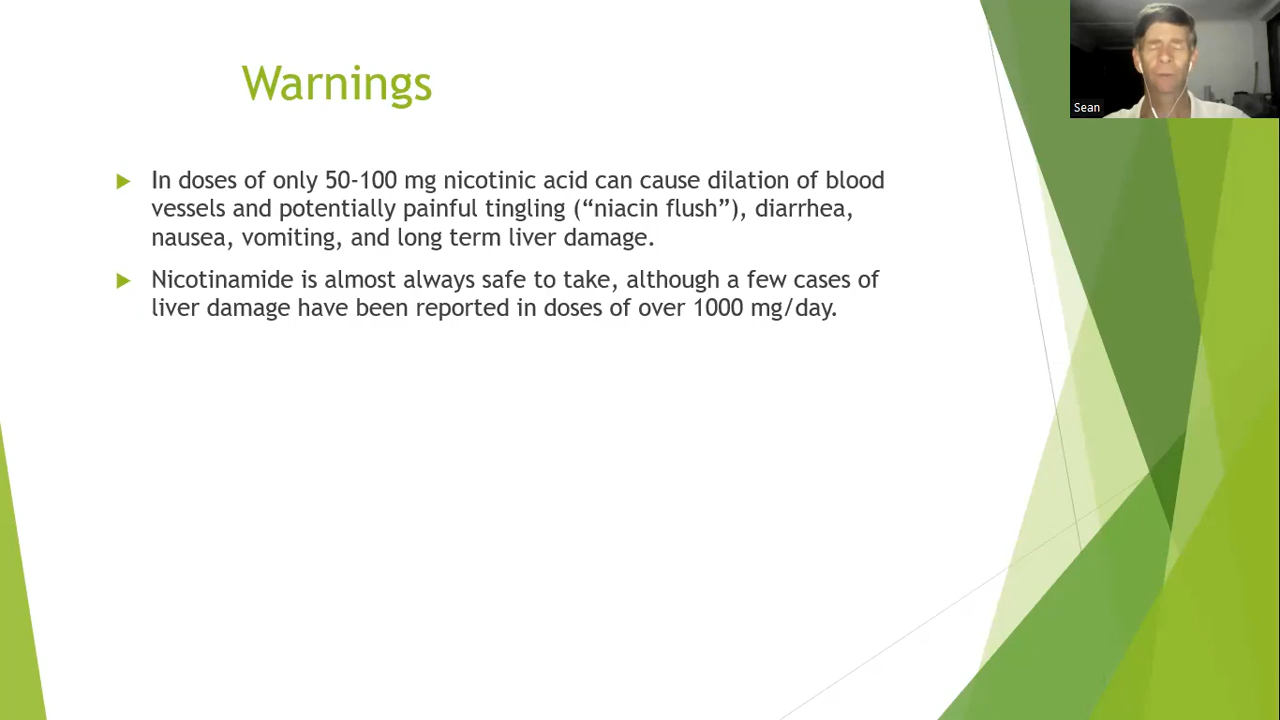 Warnings
In doses of only 50-100 mg nicotinic acid can cause dilation of blood
vessels and potentially painful tingling (“niacin flush”), diarrhea,
nausea, vomiting, and long term liver damage.
Nicotinamide is almost always safe to take, although a few cases of
liver damage have been reported in doses of over 1000 mg/day.
Sean